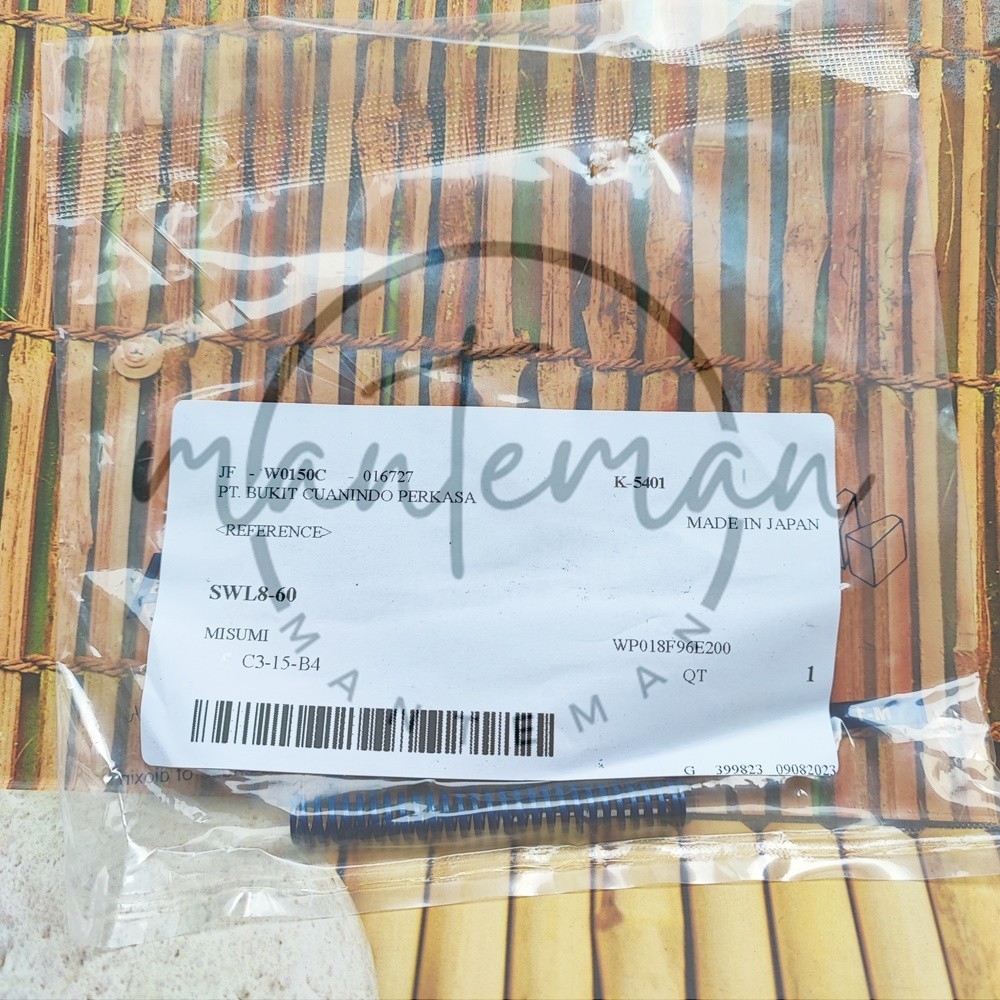 manteman
JF - W0150C - 016727
K-5401
PT. BUKIT CUANINDO PERKASA
<REFERENCE>
MADE IN JAPAN
SWL8-60
MISUMI
WP018F96E200
C3-15-B4
QT 1
MANTEMAN
G 399823 09082023